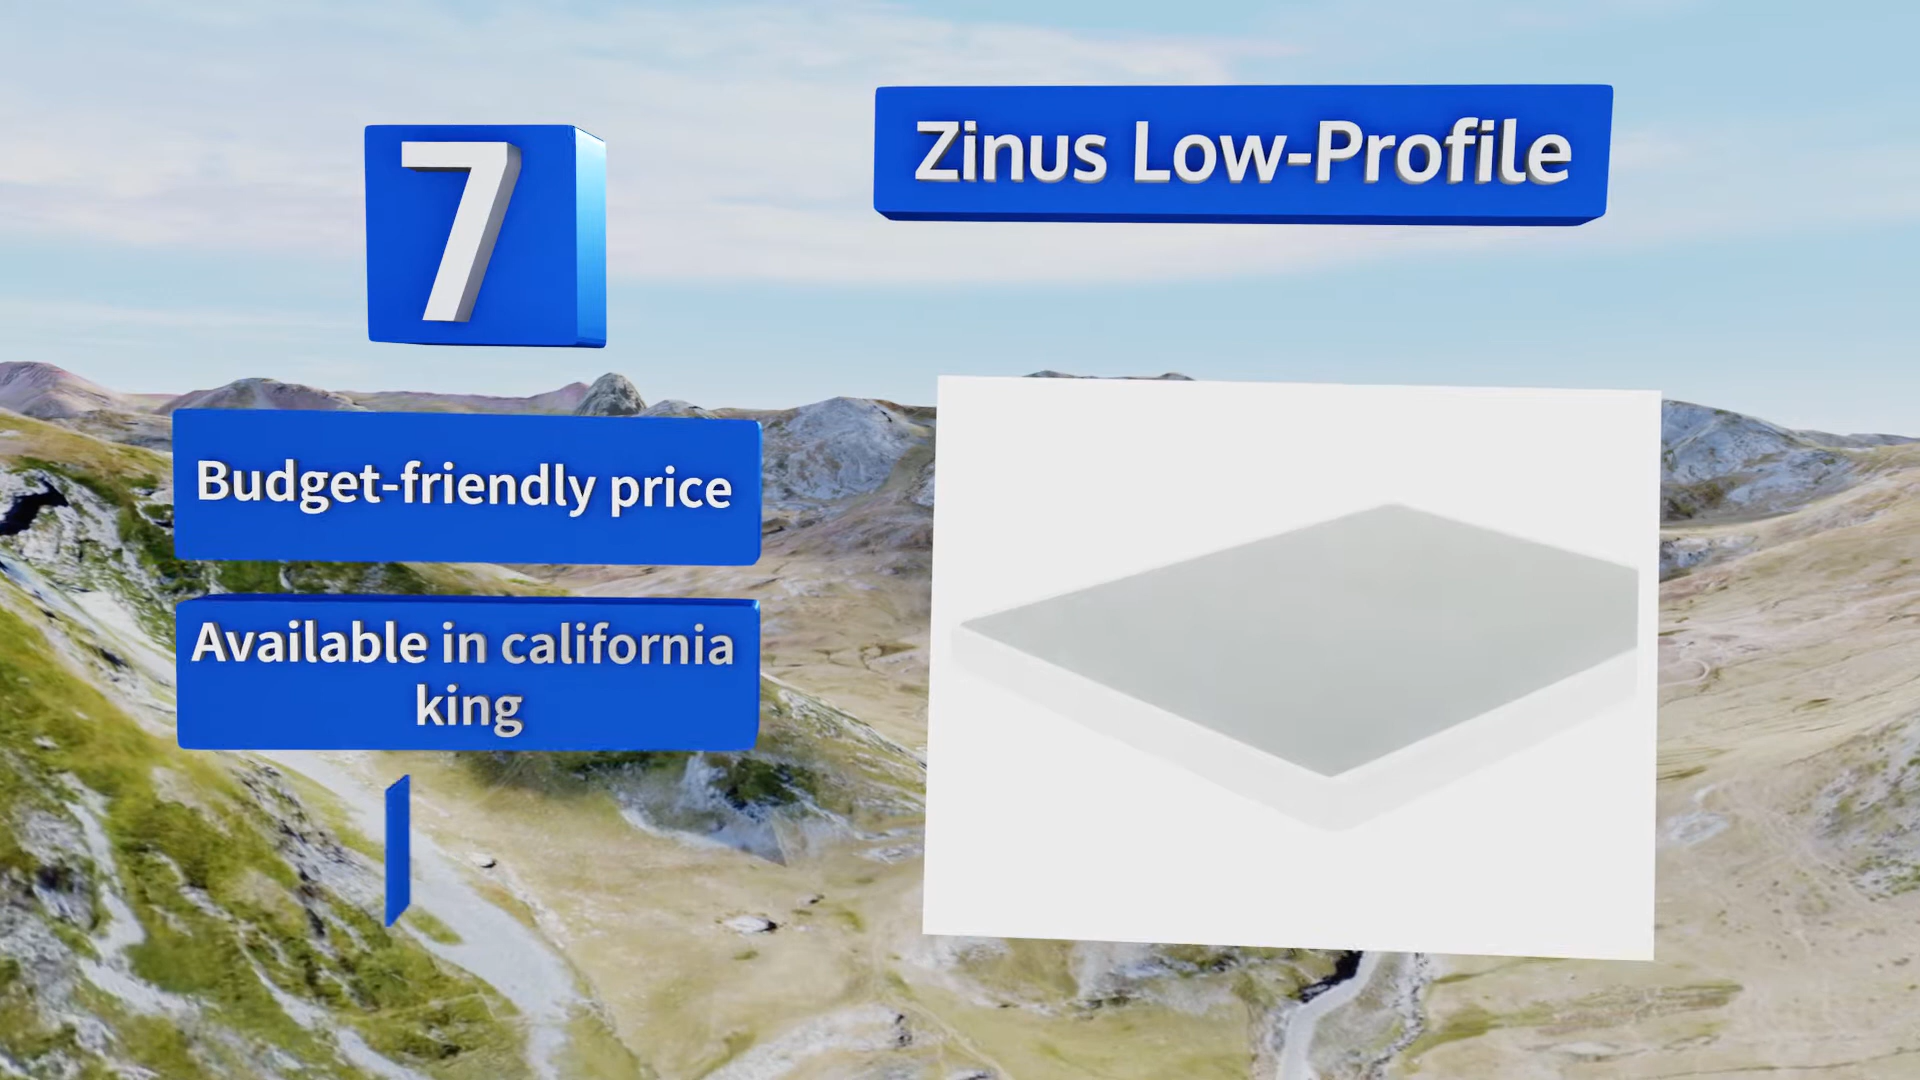 7
Zinus Low-Profile
Budget-friendly price
Available in california
king